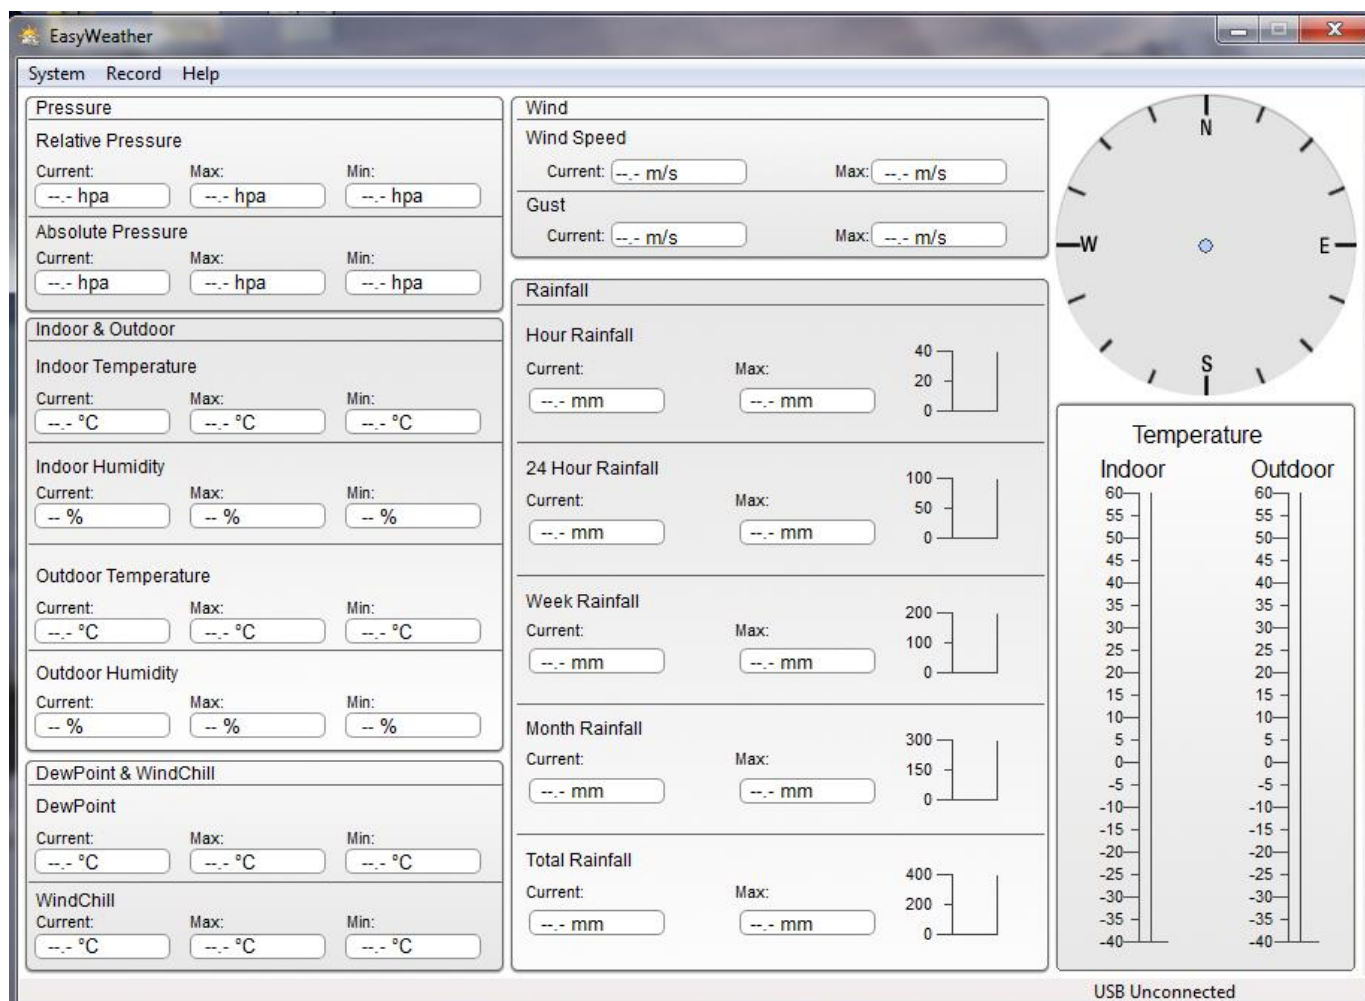 EasyWeather
System Record Help
Pressure
Relative Pressure
Current: Max: Min:
--.- hpa --.- hpa --.- hpa
Absolute Pressure
Current: Max: Min:
--.- hpa --.- hpa --.- hpa
Indoor & Outdoor
Indoor Temperature
Current: Max: Min:
--.- °C --.- °C --.- °C
Indoor Humidity
Current: Max: Min:
-- % -- % -- %
Outdoor Temperature
Current: Max: Min:
--.- °C --.- °C --.- °C
Outdoor Humidity
Current: Max: Min:
-- % -- % -- %
DewPoint & WindChill
DewPoint
Current: Max: Min:
--.- °C --.- °C --.- °C
WindChill
Current: Max: Min:
--.- °C --.- °C --.- °C
Wind
Wind Speed
Current: --.- m/s Max: --.- m/s
Gust
Current: --.- m/s Max: --.- m/s
Rainfall
Hour Rainfall
Current: Max:
--.- mm --.- mm
40
20
0
24 Hour Rainfall
Current: Max:
--.- mm --.- mm
100
50
0
Week Rainfall
Current: Max:
--.- mm --.- mm
200
100
0
Month Rainfall
Current: Max:
--.- mm --.- mm
300
150
0
Total Rainfall
Current: Max:
--.- mm --.- mm
400
200
0
N
W E
S
Temperature
Indoor Outdoor
60 60
55 55
50 50
45 45
40 40
35 35
30 30
25 25
20 20
15 15
10 10
5 5
0 0
-5 -5
-10 -10
-15 -15
-20 -20
-25 -25
-30 -30
-35 -35
-40 -40
USB Unconnected